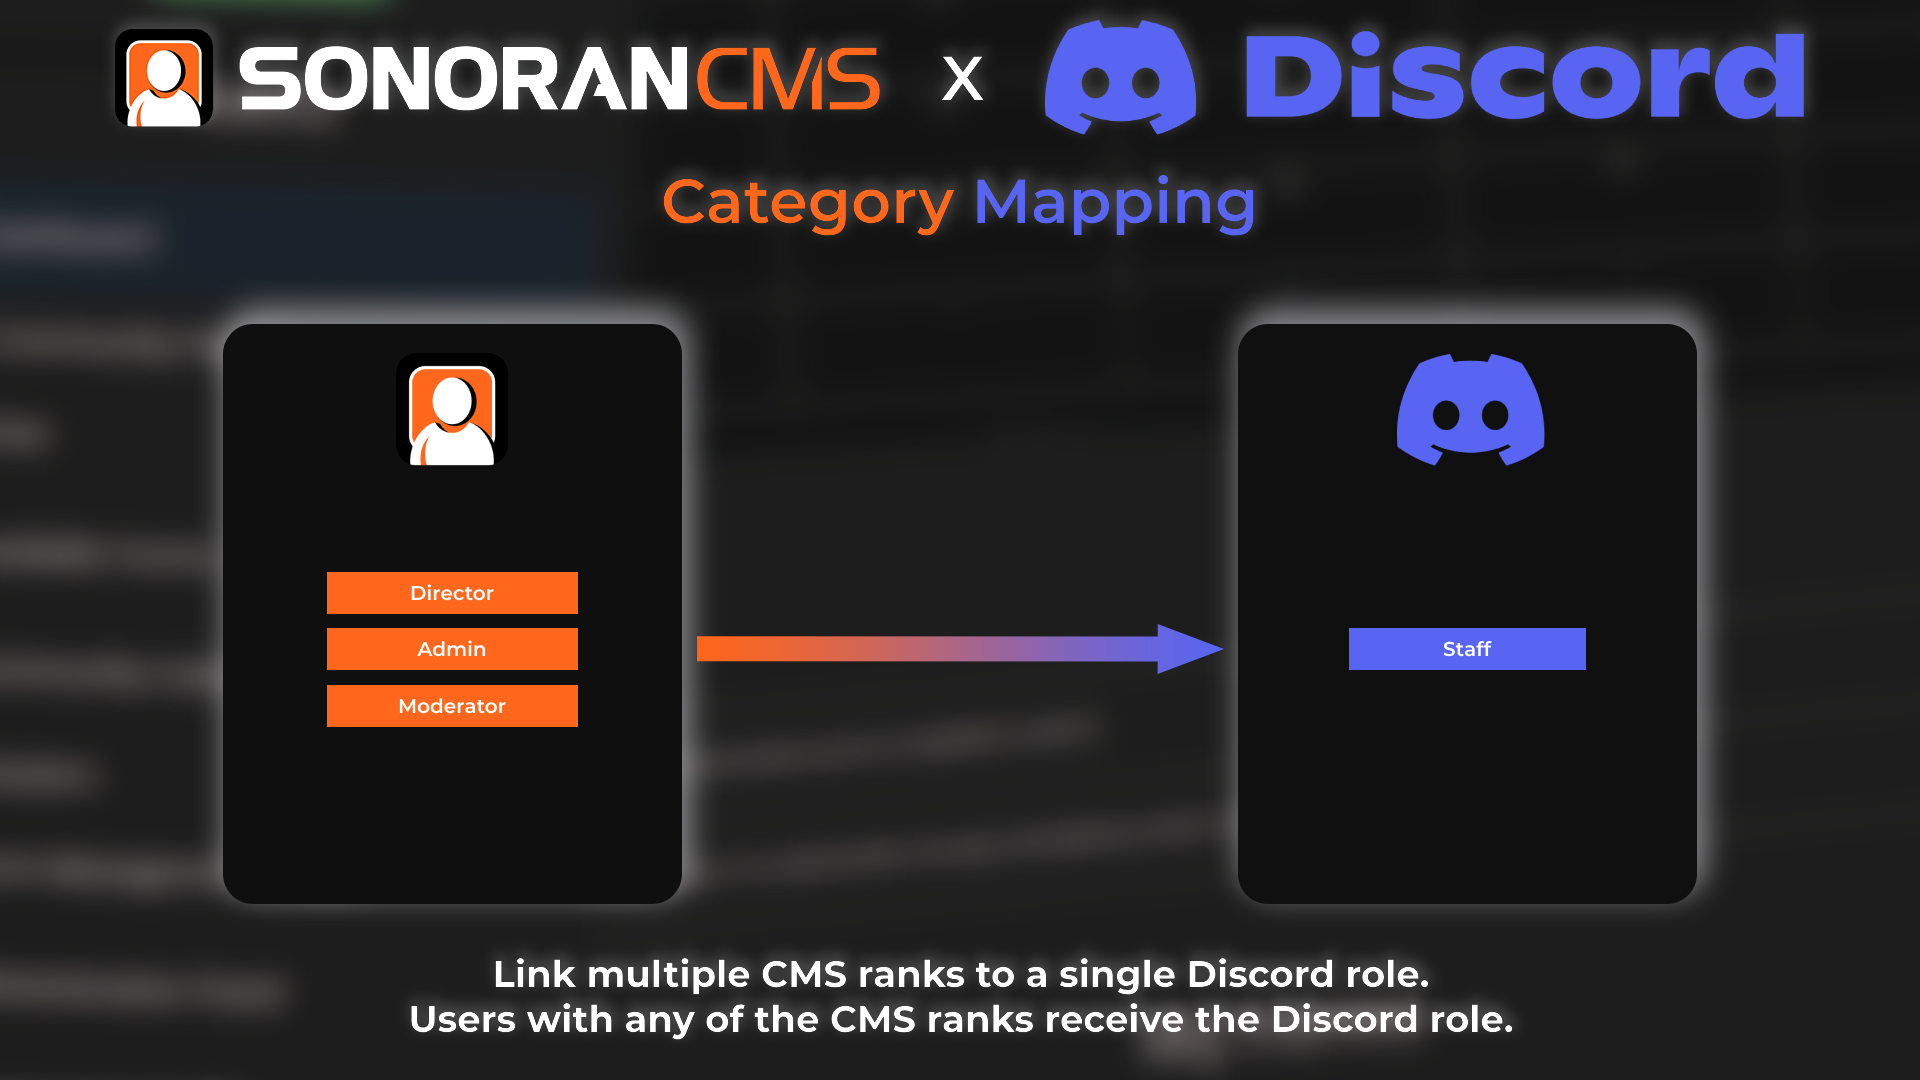 SONORANCMS x Discord
Category Mapping
Director
Admin
Moderator
Staff
Link multiple CMS ranks to a single Discord role.
Users with any of the CMS ranks receive the Discord role.